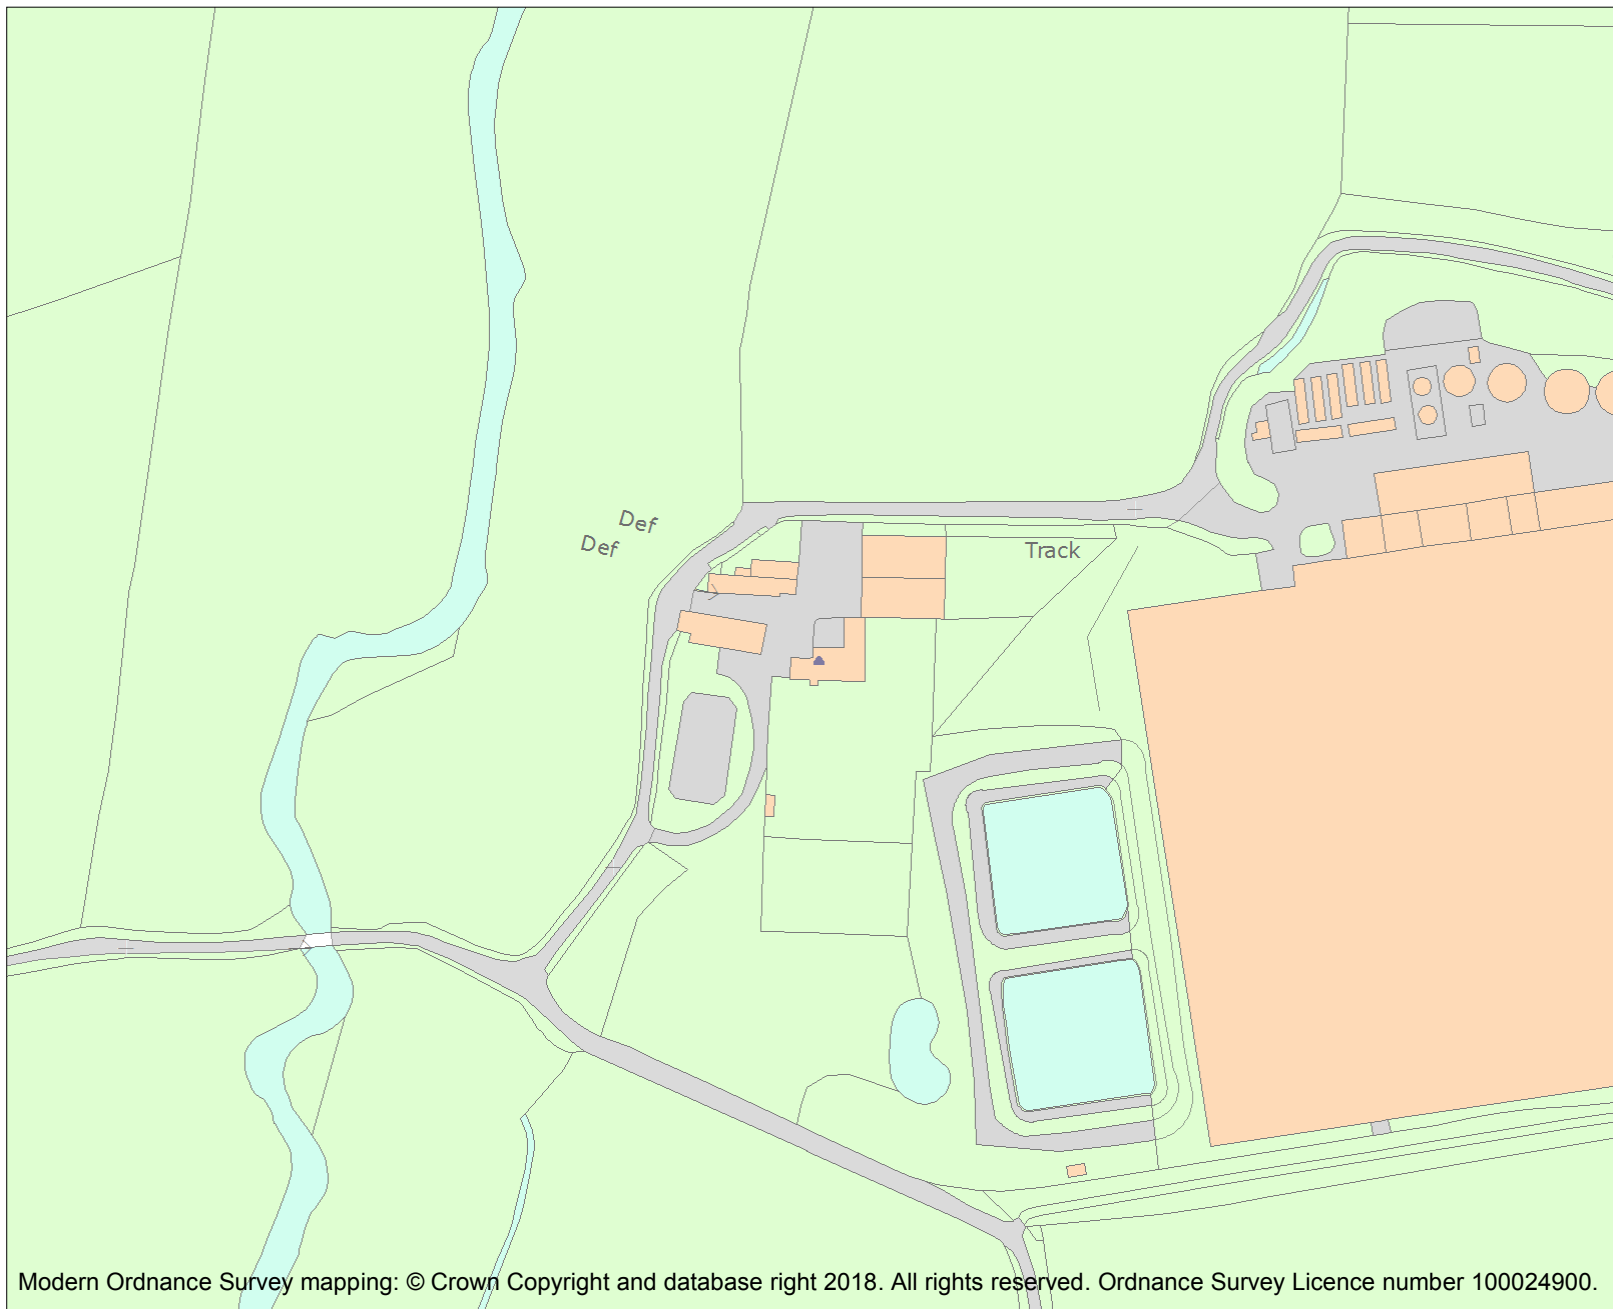 Def
Def
Track
Modern Ordnance Survey mapping: © Crown Copyright and database right 2018. All rights reserved. Ordnance Survey Licence number 100024900.